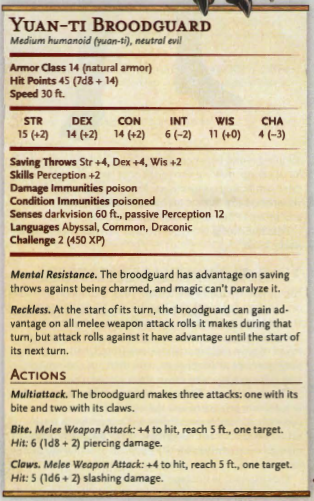 YUAN-TI BROODGUARD
Medium humanoid (yuan-ti), neutral evil
Armor Class 14 (natural armor)
Hit Points 45 (7d8 + 14)
Speed 30 ft.
STR DEX CON INT WIS CHA
15 (+2) 14 (+2) 14 (+2) 6 (−2) 11 (+0) 4 (−3)
Saving Throws Str +4, Dex +4, Wis +2
Skills Perception +2
Damage Immunities poison
Condition Immunities poisoned
Senses darkvision 60 ft., passive Perception 12
Languages Abyssal, Common, Draconic
Challenge 2 (450 XP)
Mental Resistance. The broodguard has advantage on saving
throws against being charmed, and magic can't paralyze it.
Reckless. At the start of its turn, the broodguard can gain ad-
vantage on all melee weapon attack rolls it makes during that
turn, but attack rolls against it have advantage until the start of
its next turn.
ACTIONS
Multiattack. The broodguard makes three attacks: one with its
bite and two with its claws.
Bite. Melee Weapon Attack: +4 to hit, reach 5 ft., one target.
Hit: 6 (1d8 + 2) piercing damage.
Claws. Melee Weapon Attack: +4 to hit, reach 5 ft., one target.
Hit: 5 (1d6 + 2) slashing damage.